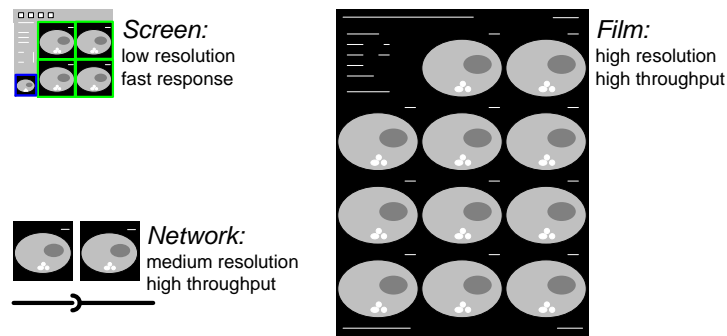 Screen:
low resolution
fast response
Film:
high resolution
high throughput
Network:
medium resolution
high throughput